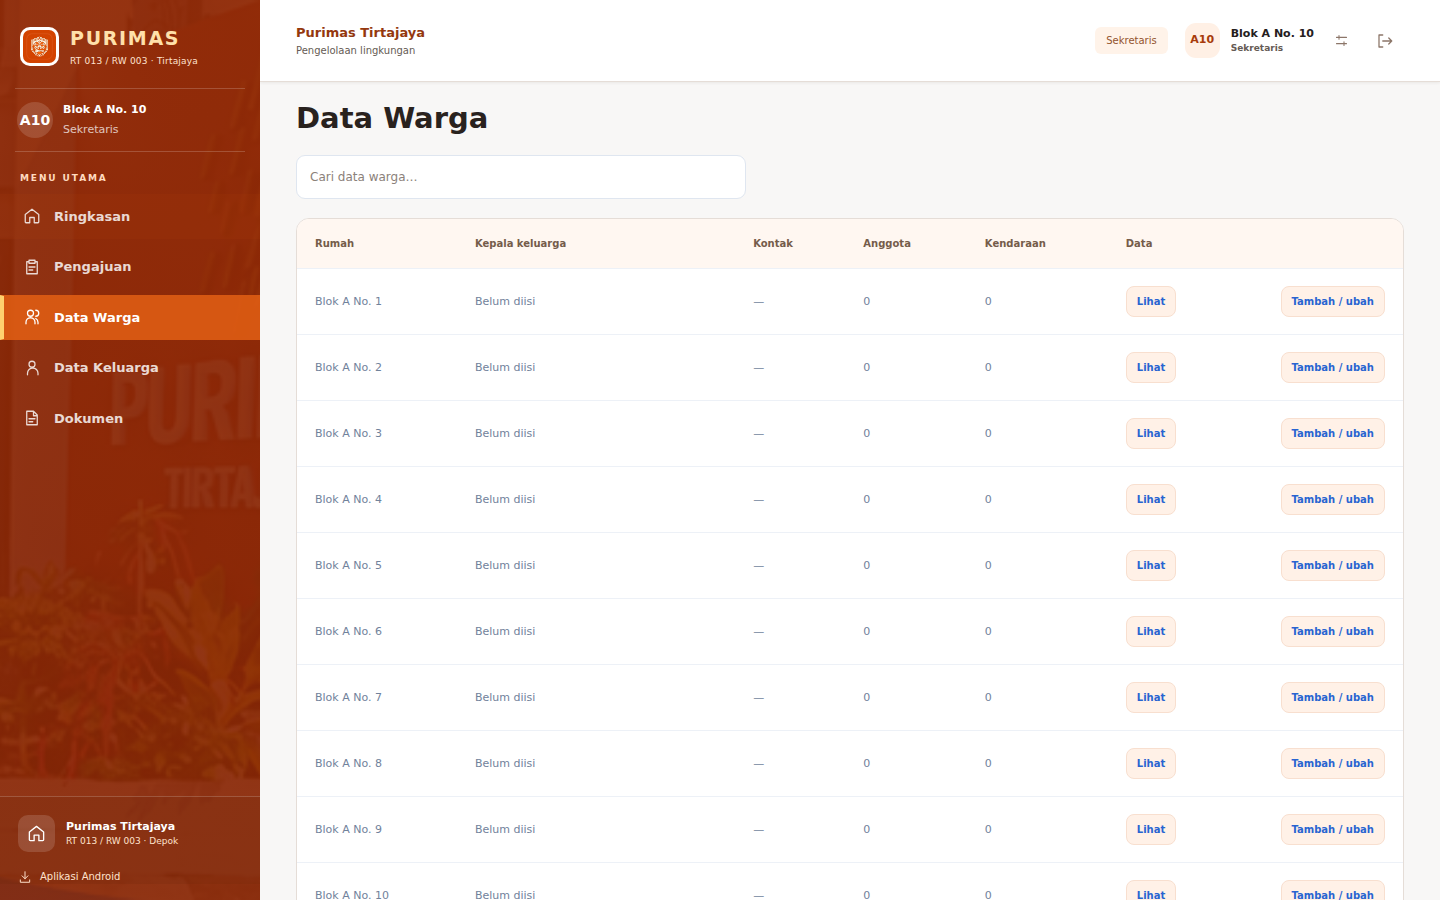 PURIMAS
RT 013 / RW 003 · Tirtajaya
A10
Blok A No. 10
Sekretaris
MENU UTAMA
Ringkasan
Pengajuan
Data Warga
Data Keluarga
Dokumen
PURI
TIRTA
Purimas Tirtajaya
RT 013 / RW 003 · Depok
Aplikasi Android
Purimas Tirtajaya
Pengelolaan lingkungan
Sekretaris
A10
Blok A No. 10
Sekretaris
Data Warga
Cari data warga...
Rumah Kepala keluarga Kontak Anggota Kendaraan Data
Blok A No. 1 Belum diisi — 0 0 Lihat Tambah / ubah
Blok A No. 2 Belum diisi — 0 0 Lihat Tambah / ubah
Blok A No. 3 Belum diisi — 0 0 Lihat Tambah / ubah
Blok A No. 4 Belum diisi — 0 0 Lihat Tambah / ubah
Blok A No. 5 Belum diisi — 0 0 Lihat Tambah / ubah
Blok A No. 6 Belum diisi — 0 0 Lihat Tambah / ubah
Blok A No. 7 Belum diisi — 0 0 Lihat Tambah / ubah
Blok A No. 8 Belum diisi — 0 0 Lihat Tambah / ubah
Blok A No. 9 Belum diisi — 0 0 Lihat Tambah / ubah
Blok A No. 10 Belum diisi — 0 0 Lihat Tambah / ubah